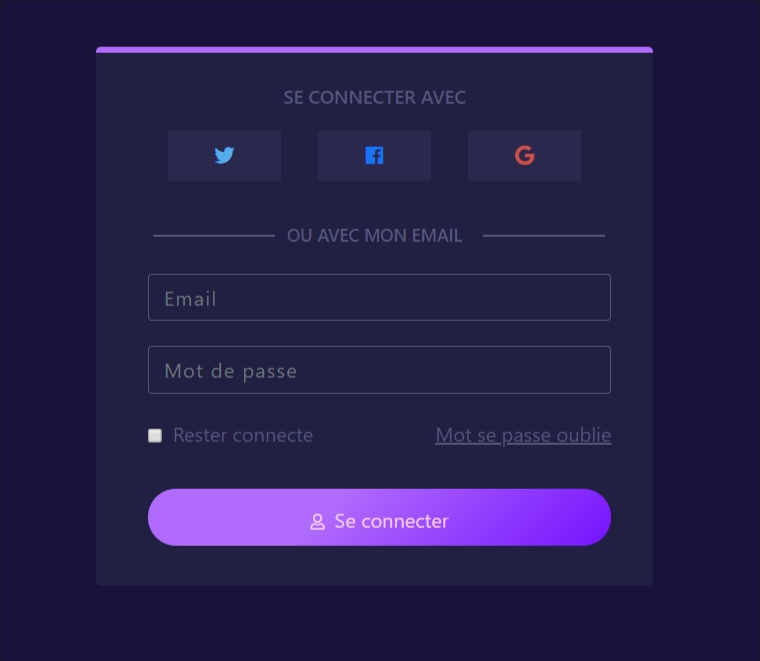 SE CONNECTER AVEC
OU AVEC MON EMAIL
Email
Mot de passe
Rester connecte
Mot se passe oublie
Se connecter